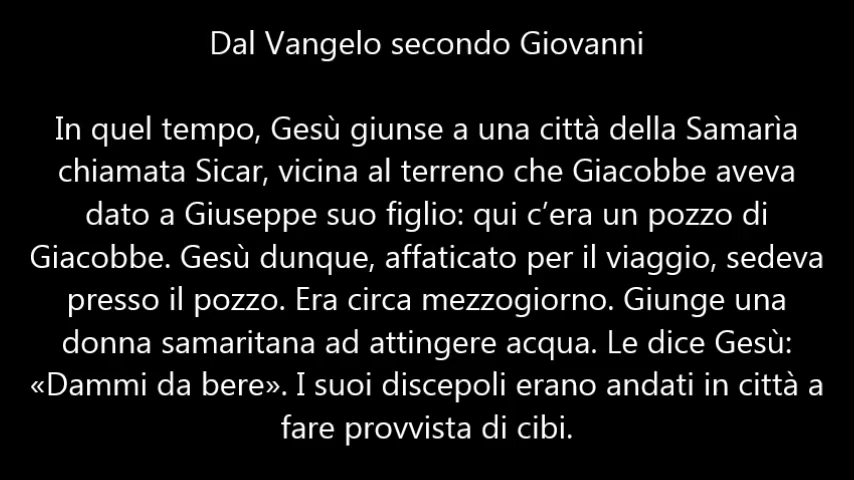 Dal Vangelo secondo Giovanni
In quel tempo, Gesù giunse a una città della Samarìa
chiamata Sicar, vicina al terreno che Giacobbe aveva
dato a Giuseppe suo figlio: qui c’era un pozzo di
Giacobbe. Gesù dunque, affaticato per il viaggio, sedeva
presso il pozzo. Era circa mezzogiorno. Giunge una
donna samaritana ad attingere acqua. Le dice Gesù:
«Dammi da bere». I suoi discepoli erano andati in città a
fare provvista di cibi.